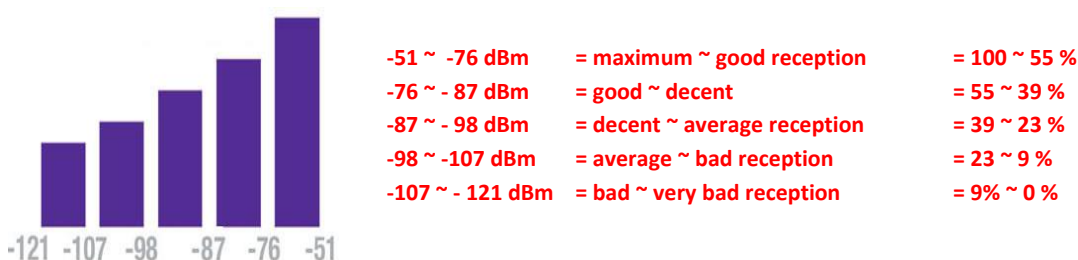 -51 ~ -76 dBm = maximum ~ good reception = 100 ~ 55 %
-76 ~ - 87 dBm = good ~ decent = 55 ~ 39 %
-87 ~ - 98 dBm = decent ~ average reception = 39 ~ 23 %
-98 ~ -107 dBm = average ~ bad reception = 23 ~ 9 %
-107 ~ - 121 dBm = bad ~ very bad reception = 9% ~ 0 %
-121 -107 -98 -87 -76 -51